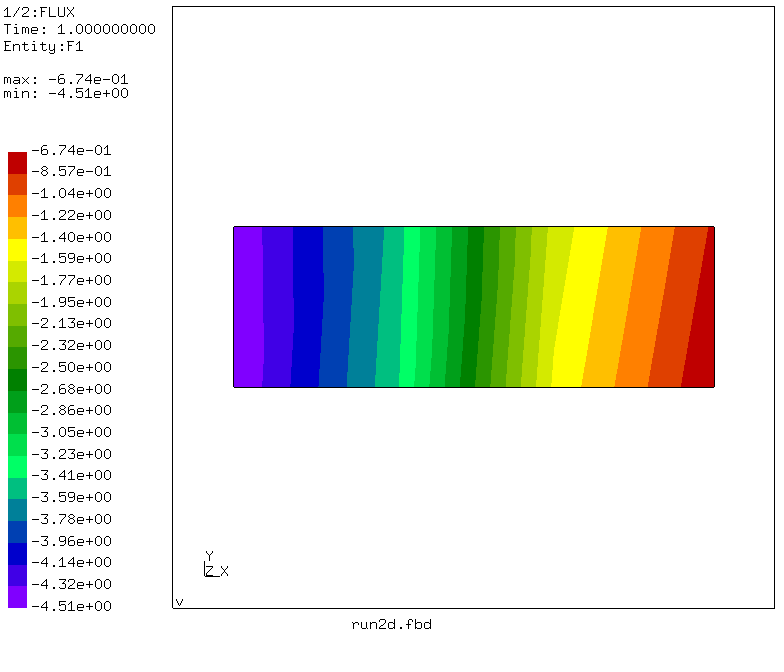 1/2:FLUX
Time: 1.000000000
Entity:F1
max: -6.74e-01
min: -4.51e+00
-6.74e-01
-8.57e-01
-1.04e+00
-1.22e+00
-1.40e+00
-1.59e+00
-1.77e+00
-1.95e+00
-2.13e+00
-2.32e+00
-2.50e+00
-2.68e+00
-2.86e+00
-3.05e+00
-3.23e+00
-3.41e+00
-3.59e+00
-3.78e+00
-3.96e+00
-4.14e+00
-4.32e+00
-4.51e+00
Y
Z X
v
run2d.fbd